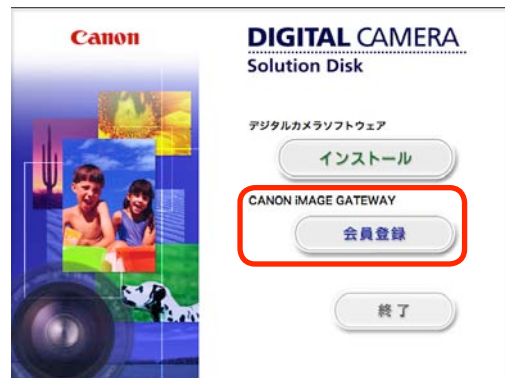 Canon
DIGITAL CAMERA
Solution Disk
デジタルカメラソフトウェア
インストール
CANON iMAGE GATEWAY
会員登録
終了